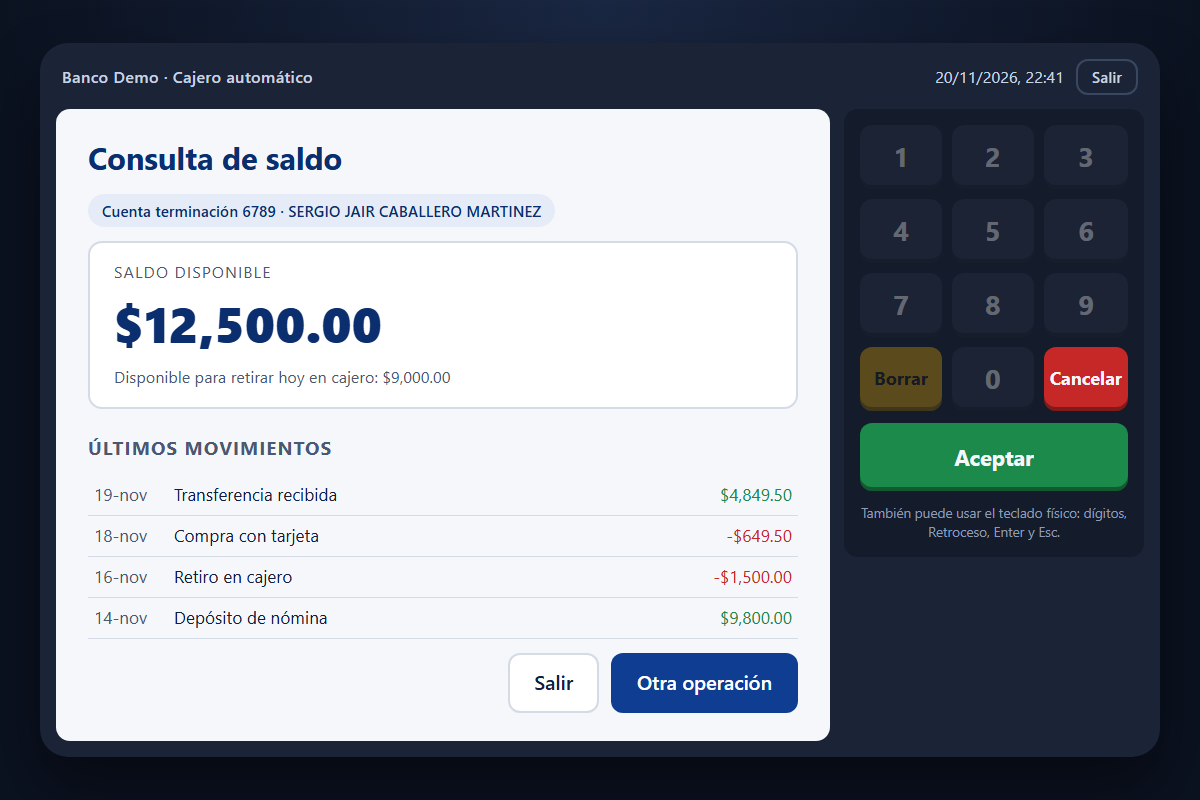 Banco Demo · Cajero automático
20/11/2026, 22:41
Salir
Consulta de saldo
Cuenta terminación 6789 · SERGIO JAIR CABALLERO MARTINEZ
SALDO DISPONIBLE
$12,500.00
Disponible para retirar hoy en cajero: $9,000.00
ÚLTIMOS MOVIMIENTOS
19-nov Transferencia recibida $4,849.50
18-nov Compra con tarjeta -$649.50
16-nov Retiro en cajero -$1,500.00
14-nov Depósito de nómina $9,800.00
Salir
Otra operación
1 2 3
4 5 6
7 8 9
Borrar 0 Cancelar
Aceptar
También puede usar el teclado físico: dígitos,
Retroceso, Enter y Esc.